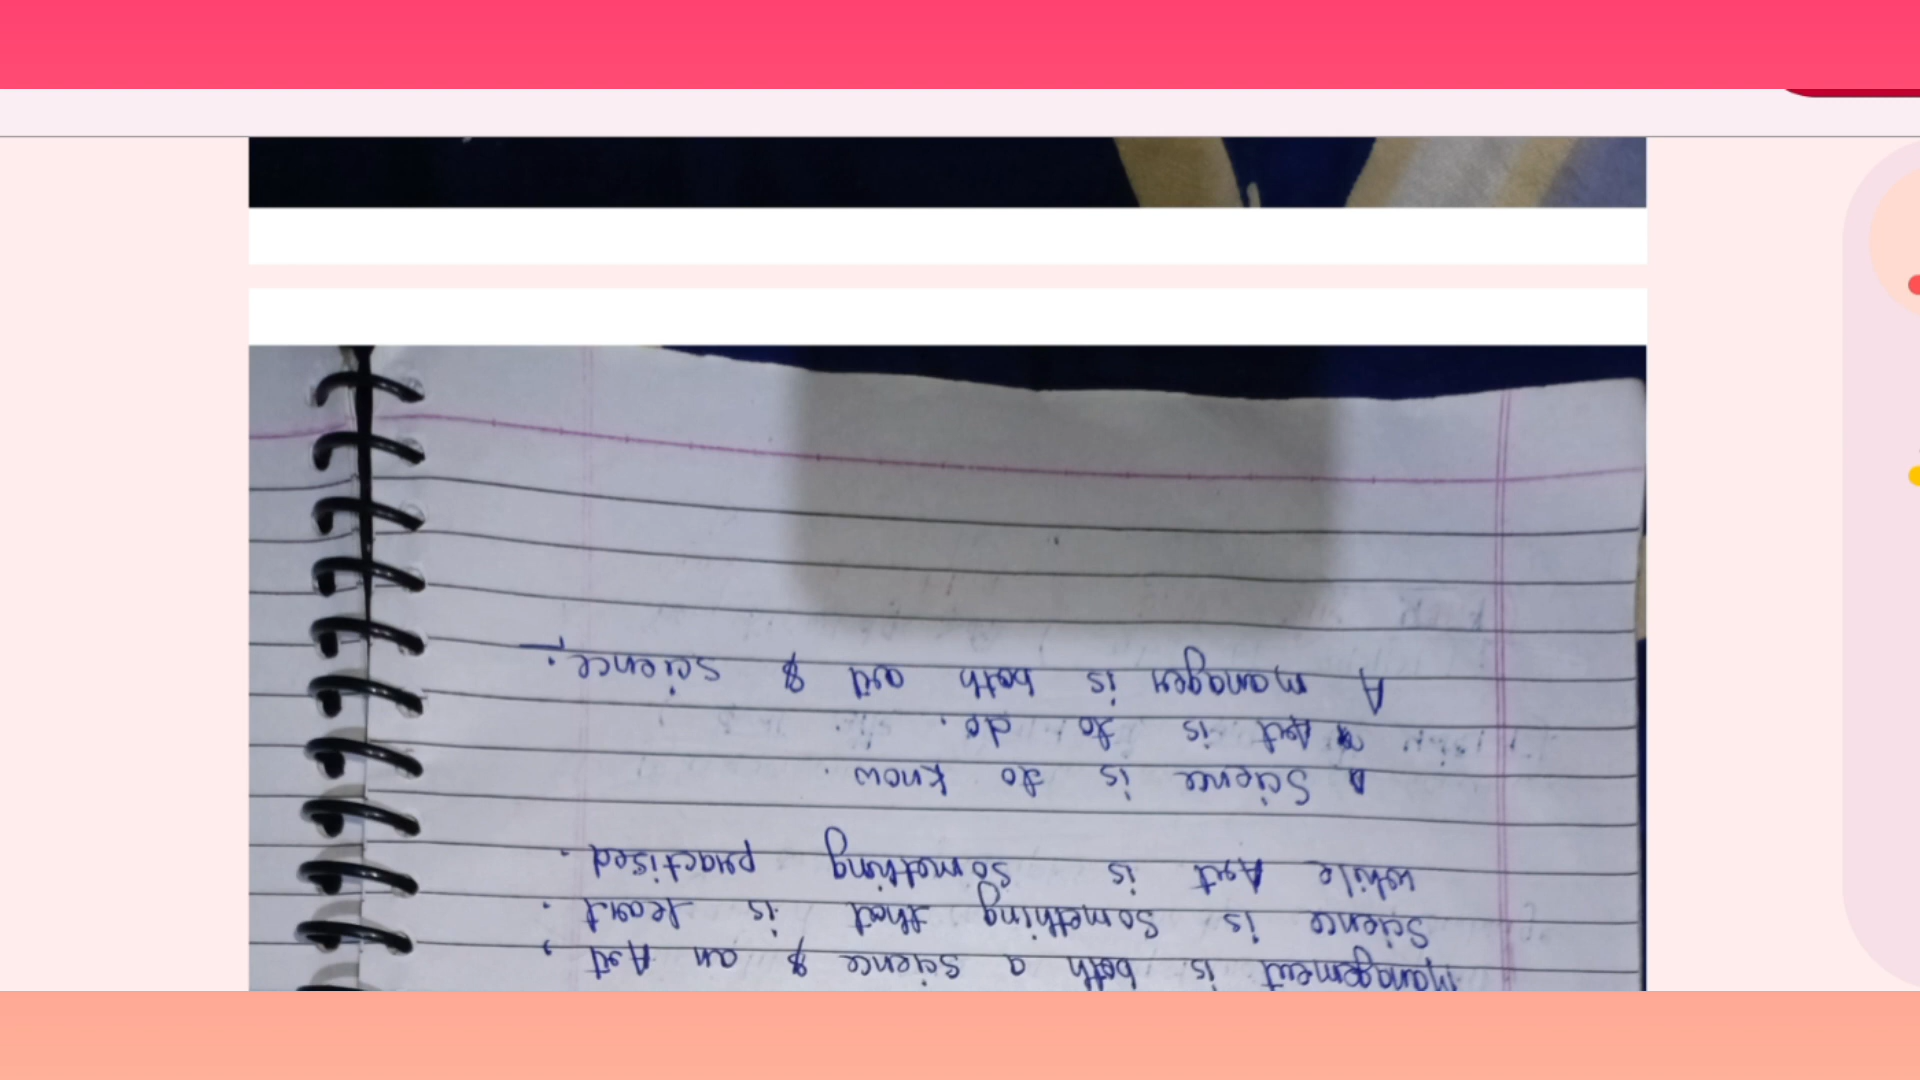 Management is both a science & an Art,
Science is something that is leart.
while Art is something practised.
Science is to know.
Art is to do.
A manager is both art & science.